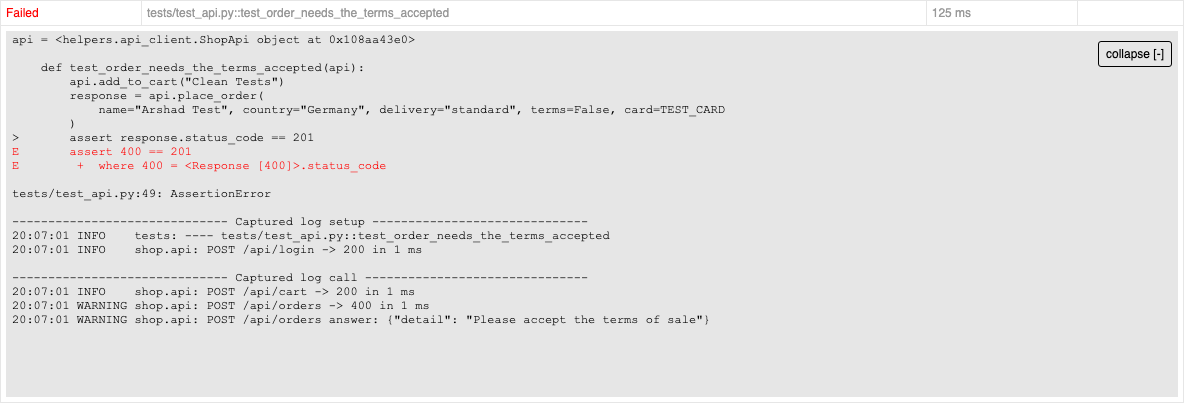 Failed tests/test_api.py::test_order_needs_the_terms_accepted 125 ms
collapse [-]
api = <helpers.api_client.ShopApi object at 0x108aa43e0>
    def test_order_needs_the_terms_accepted(api):
        api.add_to_cart("Clean Tests")
        response = api.place_order(
            name="Arshad Test", country="Germany", delivery="standard", terms=False, card=TEST_CARD
        )
>       assert response.status_code == 201
E       assert 400 == 201
E        +  where 400 = <Response [400]>.status_code
tests/test_api.py:49: AssertionError
------------------------------ Captured log setup ------------------------------
20:07:01 INFO    tests: ---- tests/test_api.py::test_order_needs_the_terms_accepted
20:07:01 INFO    shop.api: POST /api/login -> 200 in 1 ms
------------------------------ Captured log call -------------------------------
20:07:01 INFO    shop.api: POST /api/cart -> 200 in 1 ms
20:07:01 WARNING shop.api: POST /api/orders -> 400 in 1 ms
20:07:01 WARNING shop.api: POST /api/orders answer: {"detail": "Please accept the terms of sale"}